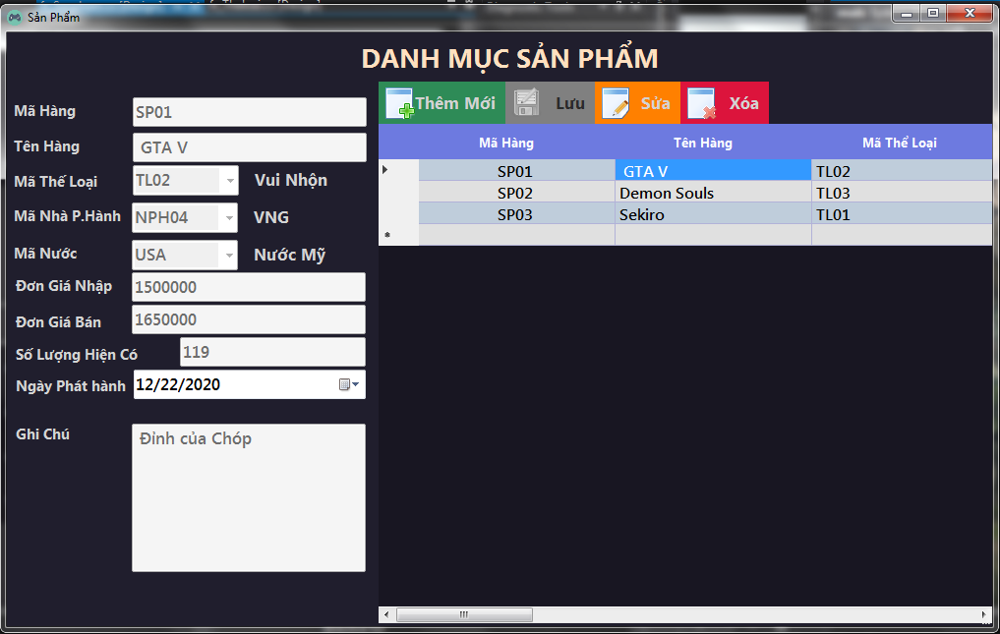 Sản Phẩm
DANH MỤC SẢN PHẨM
Thêm Mới Lưu Sửa Xóa
Mã Hàng SP01
Tên Hàng GTA V
Mã Thể Loại TL02 Vui Nhộn
Mã Nhà P.Hành NPH04 VNG
Mã Nước USA Nước Mỹ
Đơn Giá Nhập 1500000
Đơn Giá Bán 1650000
Số Lượng Hiện Có 119
Ngày Phát hành 12/22/2020
Ghi Chú Đỉnh của Chóp
Mã Hàng Tên Hàng Mã Thể Loại
SP01 GTA V TL02
SP02 Demon Souls TL03
SP03 Sekiro TL01